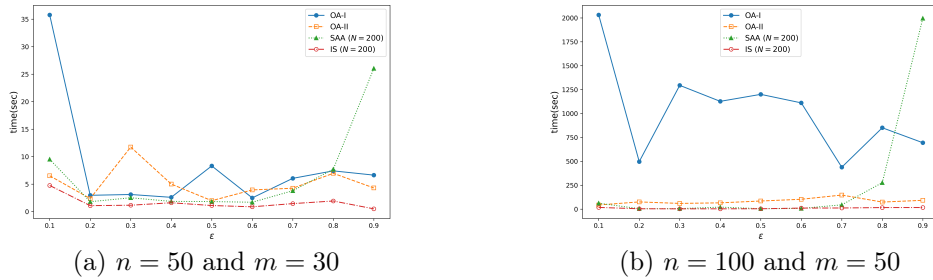 OA-I
OA-II
SAA (N = 200)
IS (N = 200)
time(sec)
35
30
25
20
15
10
5
0
0.1 0.2 0.3 0.4 0.5 0.6 0.7 0.8 0.9
ε
(a) n = 50 and m = 30
OA-I
OA-II
SAA (N = 200)
IS (N = 200)
time(sec)
2000
1750
1500
1250
1000
750
500
250
0
0.1 0.2 0.3 0.4 0.5 0.6 0.7 0.8 0.9
ε
(b) n = 100 and m = 50